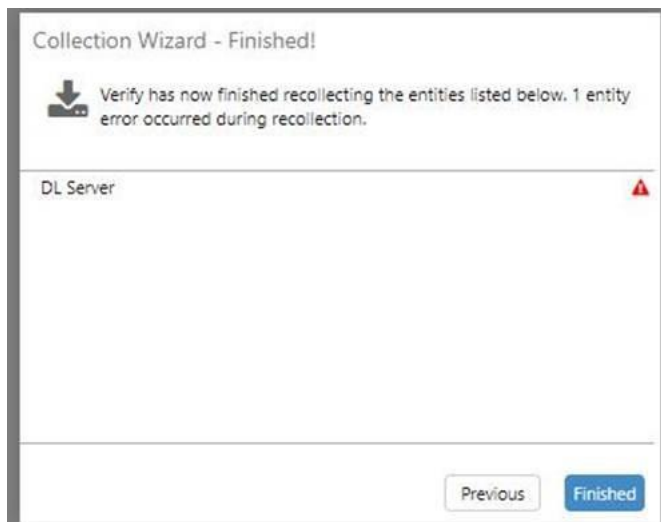 Collection Wizard - Finished!
Verify has now finished recollecting the entities listed below. 1 entity
error occurred during recollection.
DL Server
Previous
Finished